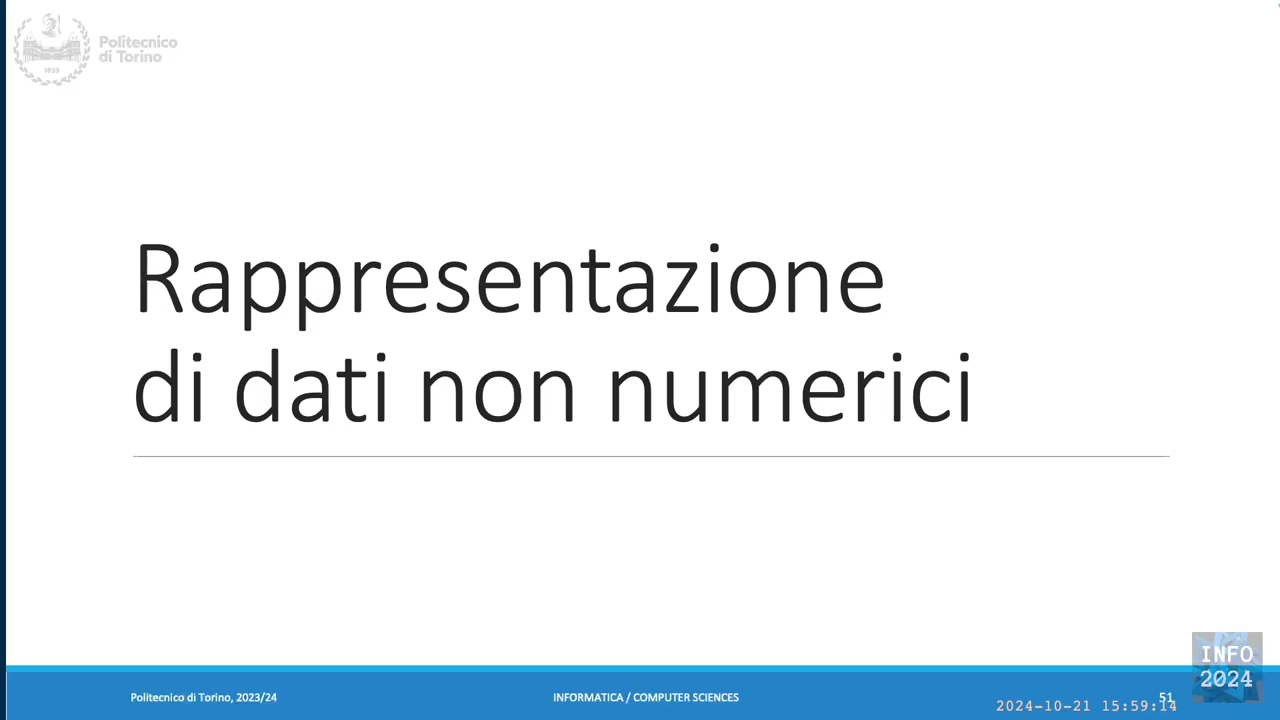 Politecnico
di Torino
1859
Rappresentazione
di dati non numerici
INFO
2024
Politecnico di Torino, 2023/24
INFORMATICA / COMPUTER SCIENCES
51
2024-10-21 15:59:14